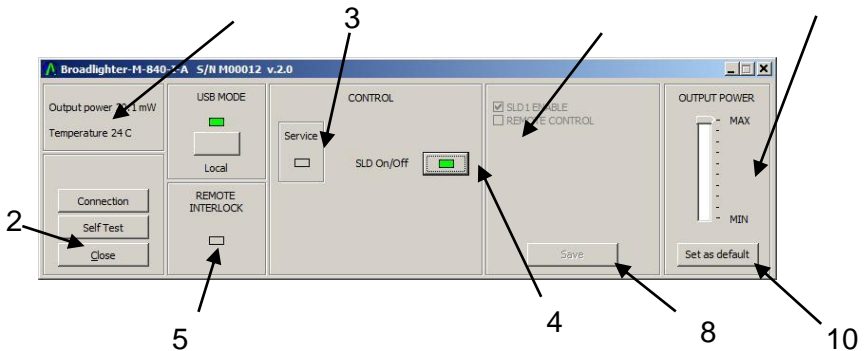 3
Broadlighter-M-840- -A S/N M00012 v.2.0
Output power .1 mW
Temperature 24 C
USB MODE
Local
CONTROL
Service
SLD On/Off
SLD1 ENABLE
REMOTE CONTROL
OUTPUT POWER
MAX
MIN
Connection
Self Test
Close
REMOTE
INTERLOCK
Save
Set as default
2
5
4
8
10